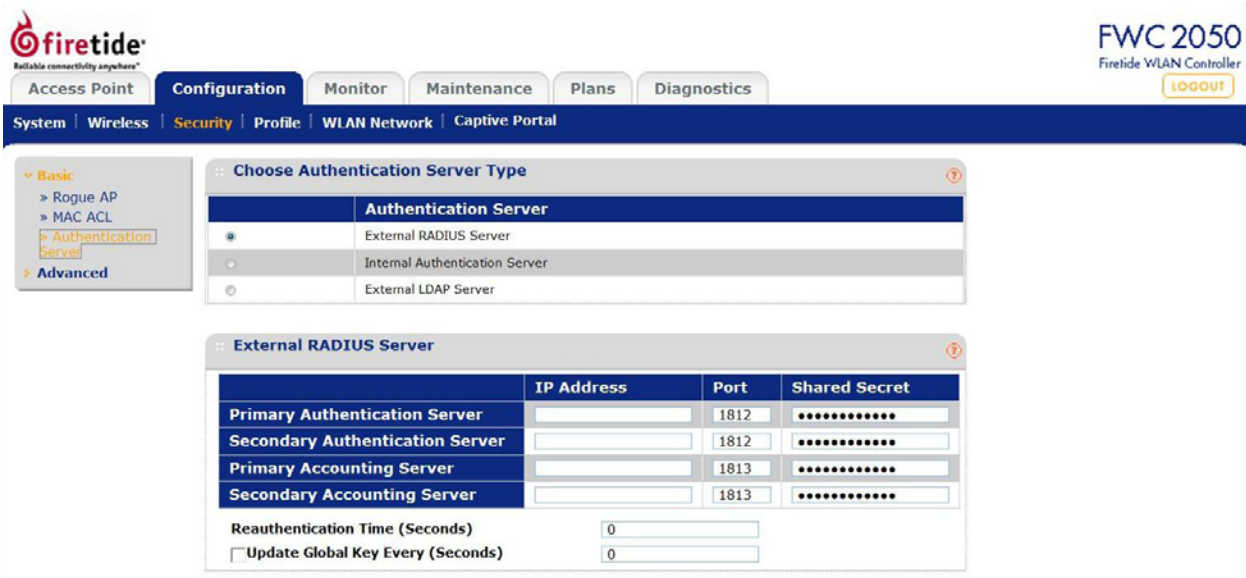 firetide
Reliable connectivity anywhere"
FWC 2050
Firetide WLAN Controller
LOGOUT
Access Point Configuration Monitor Maintenance Plans Diagnostics
System | Wireless | Security | Profile | WLAN Network | Captive Portal
Basic
» Rogue AP
» MAC ACL
» Authentication
Server
Advanced
Choose Authentication Server Type ?
Authentication Server
External RADIUS Server
Internal Authentication Server
External LDAP Server
External RADIUS Server ?
IP Address Port Shared Secret
Primary Authentication Server 1812 ••••••••••••
Secondary Authentication Server 1812 ••••••••••••
Primary Accounting Server 1813 ••••••••••••
Secondary Accounting Server 1813 ••••••••••••
Reauthentication Time (Seconds) 0
Update Global Key Every (Seconds) 0